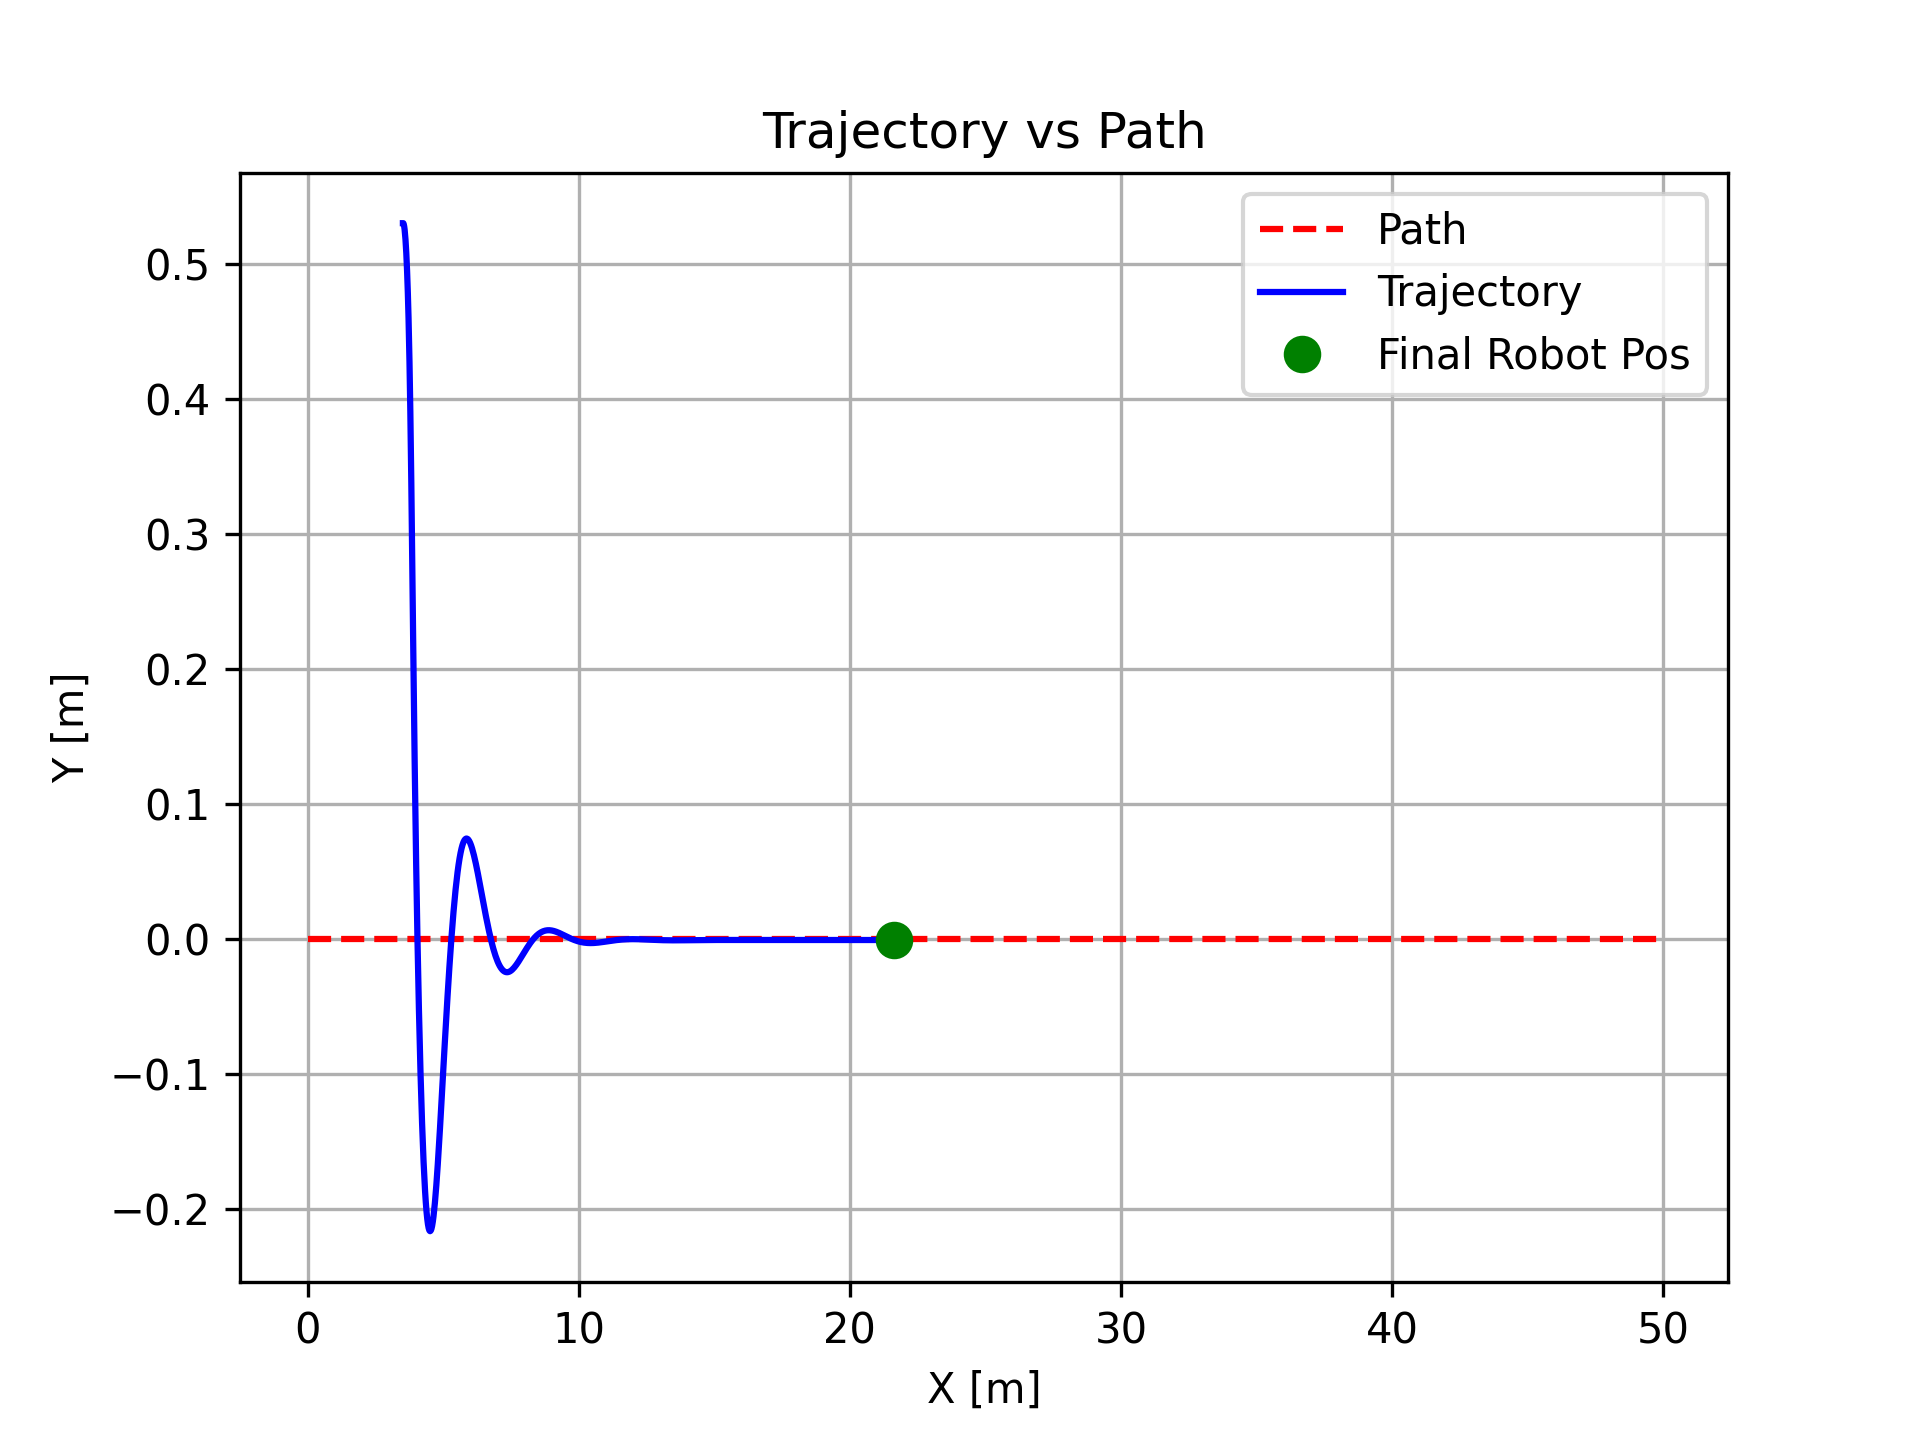 Trajectory vs Path
Path
Trajectory
Final Robot Pos
0.5
0.4
0.3
0.2
0.1
0.0
−0.1
−0.2
Y [m]
0 10 20 30 40 50
X [m]